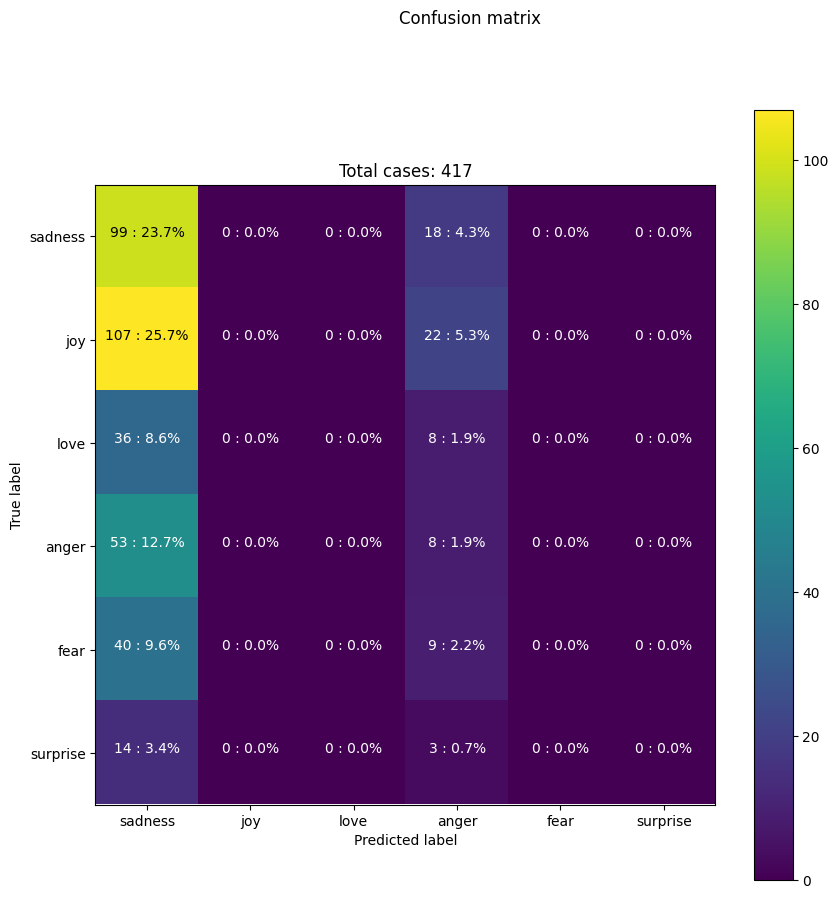 Confusion matrix
Total cases: 417
100
80
60
40
20
0
True label
sadness 99 : 23.7% 0 : 0.0% 0 : 0.0% 18 : 4.3% 0 : 0.0% 0 : 0.0%
joy 107 : 25.7% 0 : 0.0% 0 : 0.0% 22 : 5.3% 0 : 0.0% 0 : 0.0%
love 36 : 8.6% 0 : 0.0% 0 : 0.0% 8 : 1.9% 0 : 0.0% 0 : 0.0%
anger 53 : 12.7% 0 : 0.0% 0 : 0.0% 8 : 1.9% 0 : 0.0% 0 : 0.0%
fear 40 : 9.6% 0 : 0.0% 0 : 0.0% 9 : 2.2% 0 : 0.0% 0 : 0.0%
surprise 14 : 3.4% 0 : 0.0% 0 : 0.0% 3 : 0.7% 0 : 0.0% 0 : 0.0%
sadness joy love anger fear surprise
Predicted label